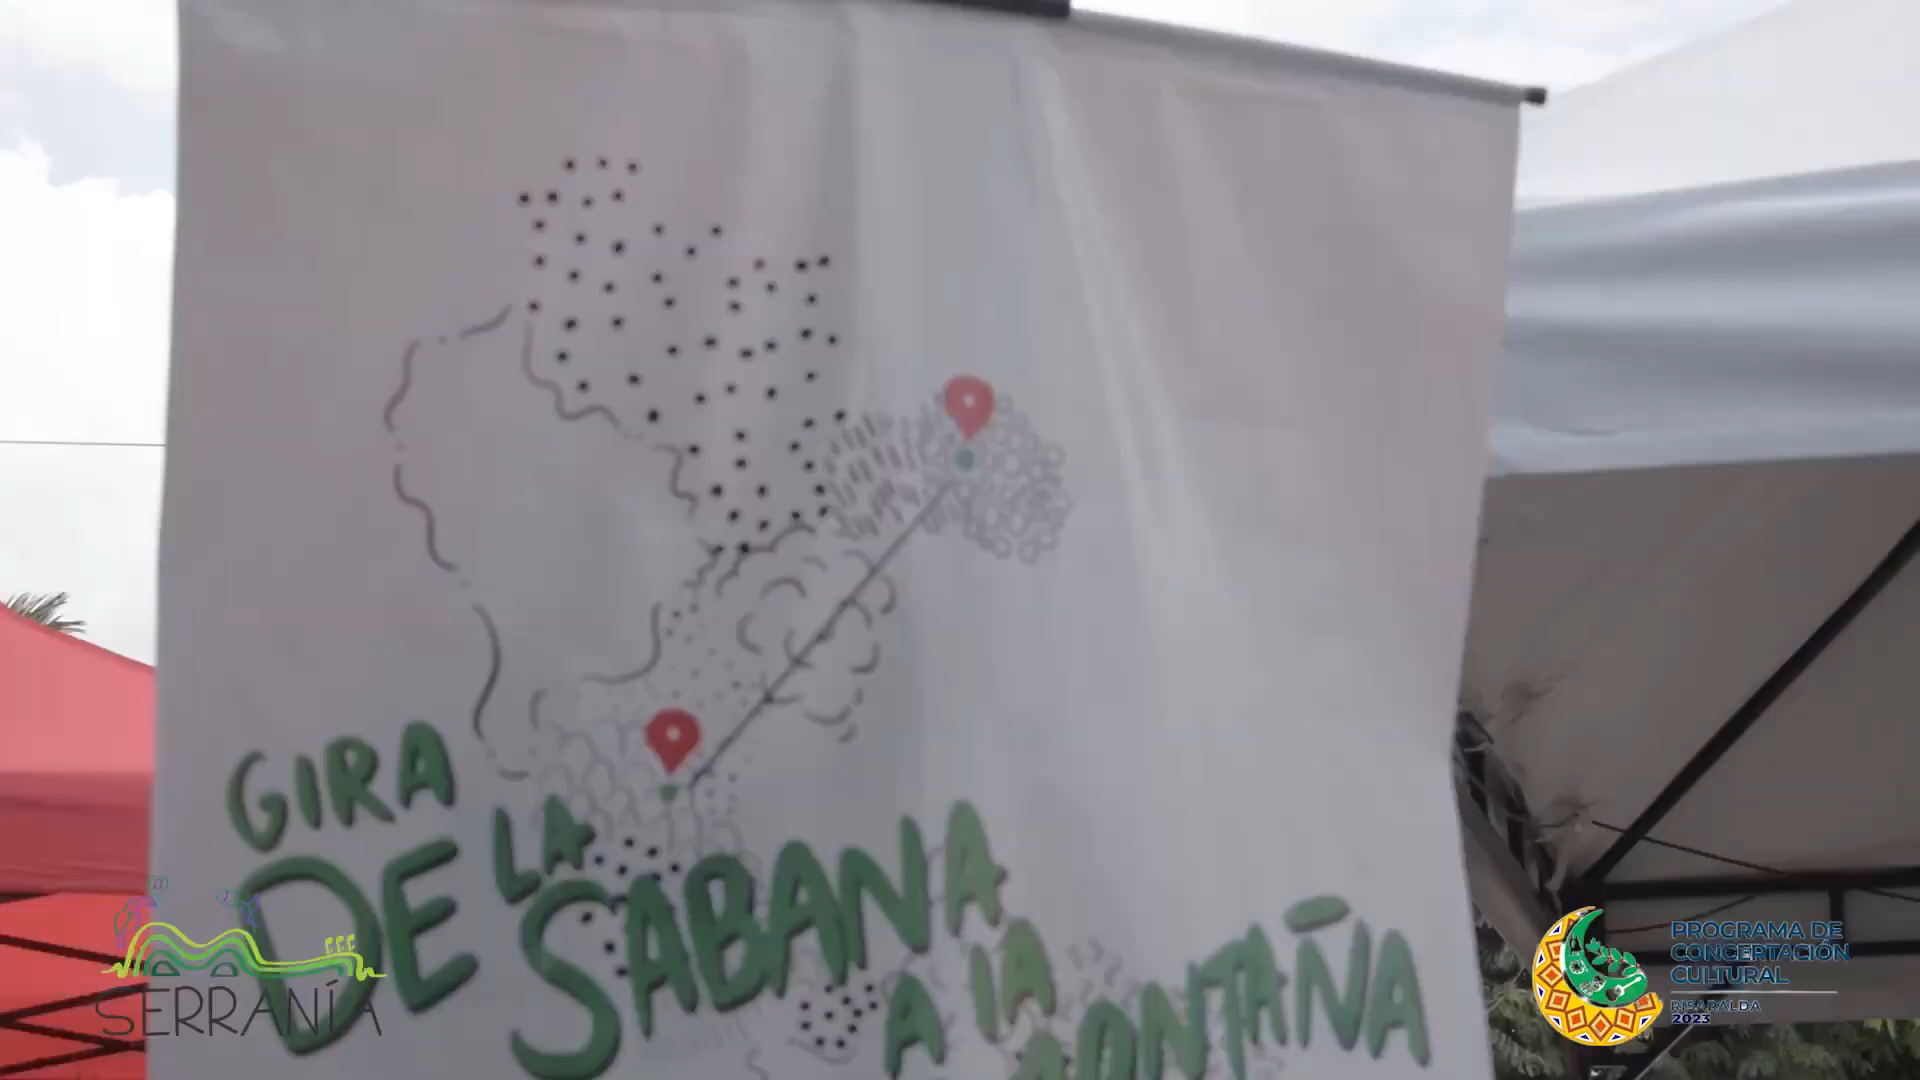 GIRA
DE LA
SABANA
A LA
MONTAÑA
SERRANÍA
PROGRAMA DE
CONCERTACIÓN
CULTURAL
RISARALDA
2023